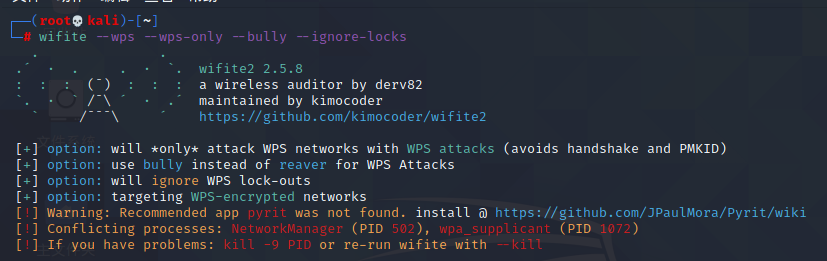 ┌──(root💀kali)-[~]
└─# wifite --wps --wps-only --bully --ignore-locks
wifite2 2.5.8
a wireless auditor by derv82
maintained by kimocoder
https://github.com/kimocoder/wifite2
[+] option: will *only* attack WPS networks with WPS attacks (avoids handshake and PMKID)
[+] option: use bully instead of reaver for WPS Attacks
[+] option: will ignore WPS lock-outs
[+] option: targeting WPS-encrypted networks
[!] Warning: Recommended app pyrit was not found. install @ https://github.com/JPaulMora/Pyrit/wiki
[!] Conflicting processes: NetworkManager (PID 502), wpa_supplicant (PID 1072)
[!] If you have problems: kill -9 PID or re-run wifite with --kill